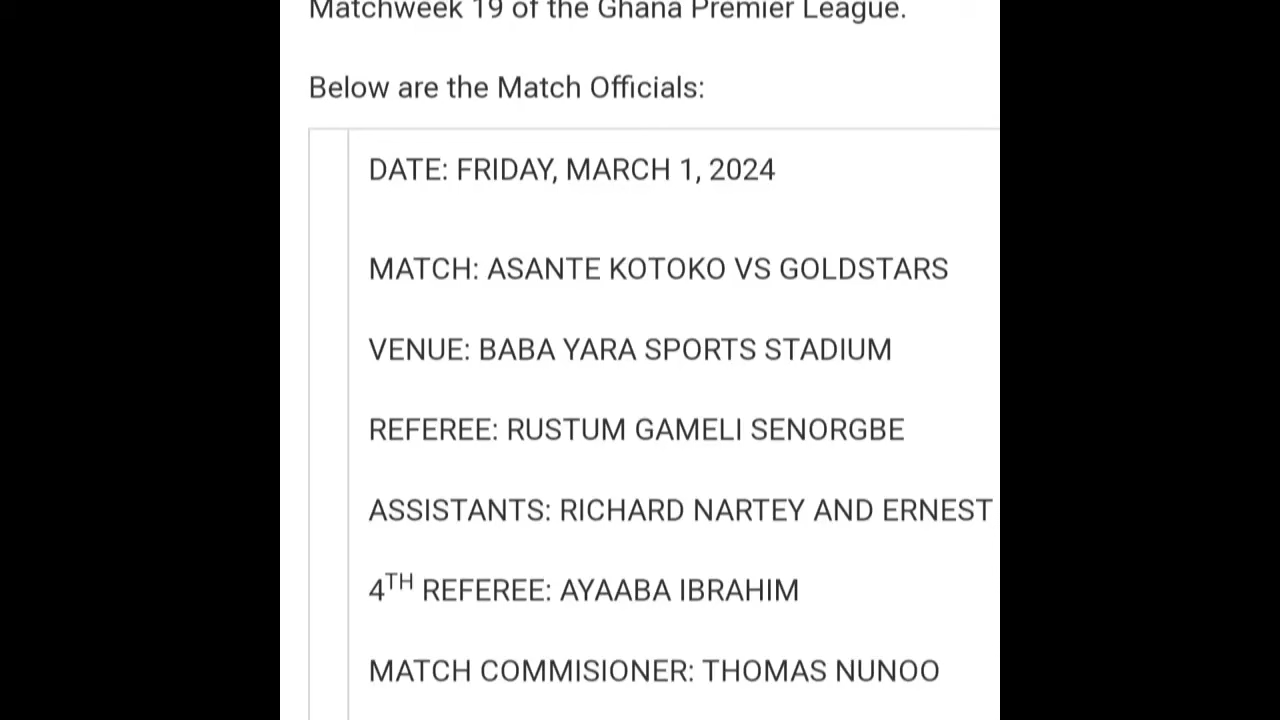 Matchweek 19 of the Ghana Premier League.
Below are the Match Officials:
DATE: FRIDAY, MARCH 1, 2024
MATCH: ASANTE KOTOKO VS GOLDSTARS
VENUE: BABA YARA SPORTS STADIUM
REFEREE: RUSTUM GAMELI SENORGBE
ASSISTANTS: RICHARD NARTEY AND ERNEST
4TH REFEREE: AYAABA IBRAHIM
MATCH COMMISIONER: THOMAS NUNOO